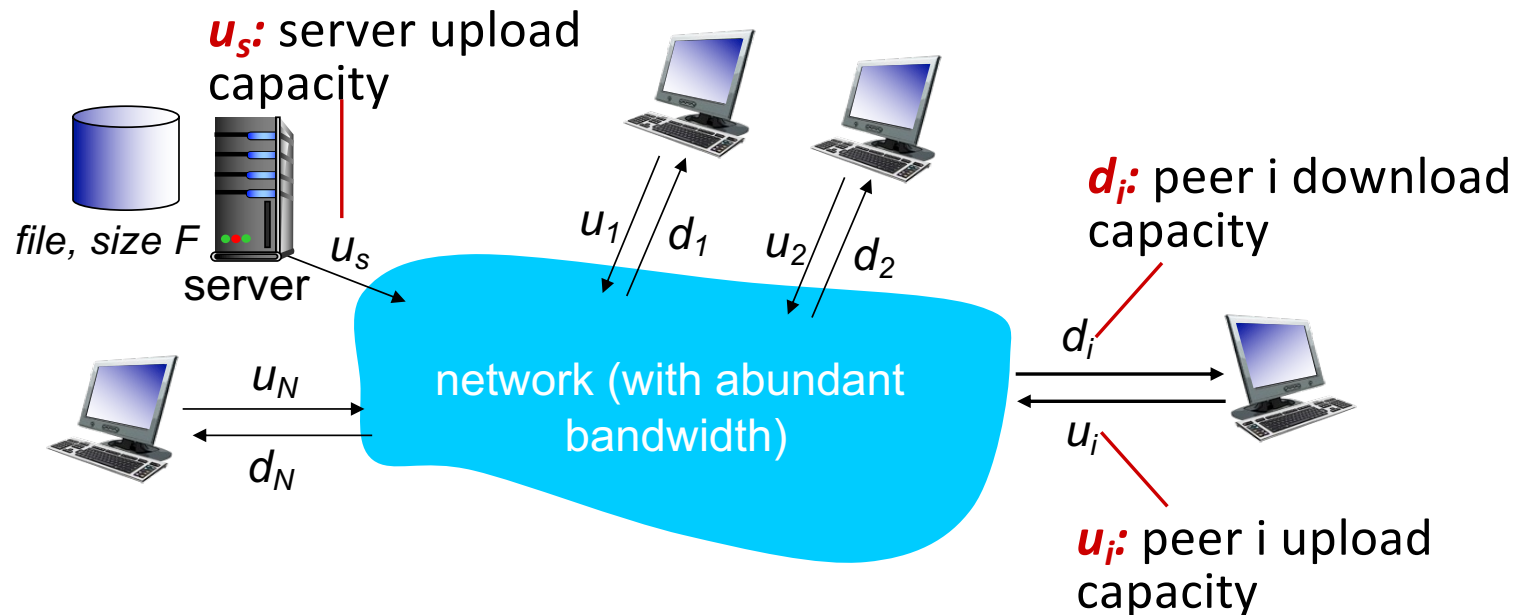 u_s: server upload
capacity
file, size F
server
u_s
u_1
d_1
u_2
d_2
d_i: peer i download
capacity
d_i
u_i
u_N
d_N
network (with abundant
bandwidth)
u_i: peer i upload
capacity